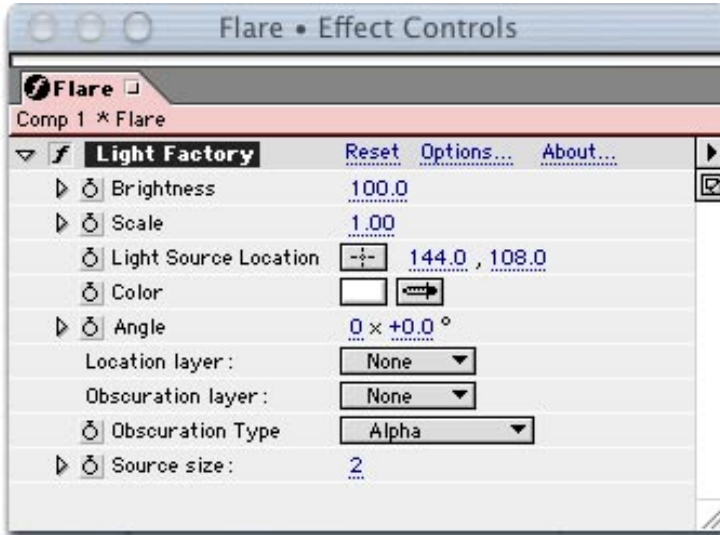 Flare • Effect Controls
Flare
Comp 1 * Flare
Light Factory Reset Options... About...
Brightness 100.0
Scale 1.00
Light Source Location 144.0 , 108.0
Color
Angle 0 x +0.0 °
Location layer: None
Obscuration layer: None
Obscuration Type Alpha
Source size: 2